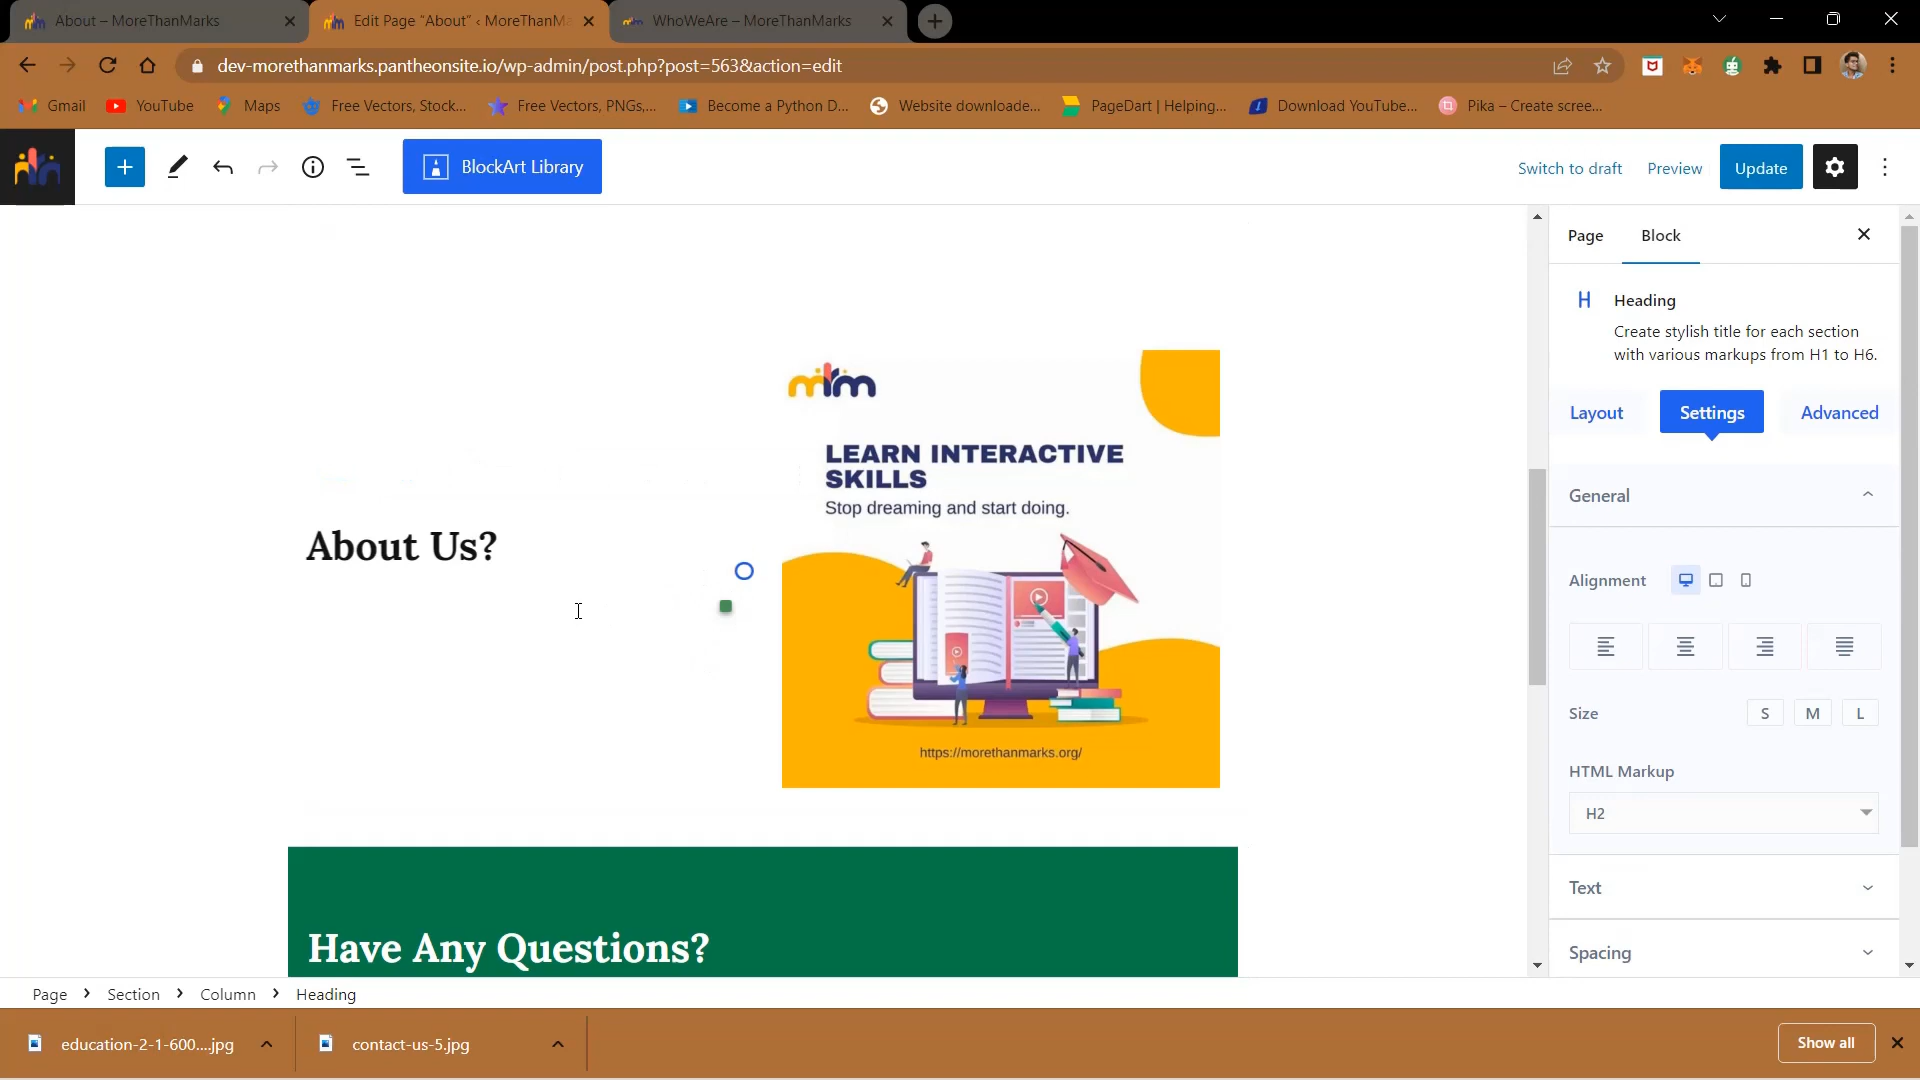 About – MoreThanMarks
Edit Page “About” ‹ MoreThanM
WhoWeAre – MoreThanMarks
dev-morethanmarks.pantheonsite.io/wp-admin/post.php?post=563&action=edit
Gmail
YouTube
Maps
Free Vectors, Stock...
Free Vectors, PNGs,...
Become a Python D...
Website downloade...
PageDart | Helping...
Download YouTube...
Pika – Create scree...
BlockArt Library
Switch to draft
Preview
Update
Page
Block
Heading
Create stylish title for each section
with various markups from H1 to H6.
Layout
Settings
Advanced
General
Alignment
Size
S
M
L
HTML Markup
H2
Text
Spacing
mtm
LEARN INTERACTIVE
SKILLS
Stop dreaming and start doing.
https://morethanmarks.org/
About Us?
Have Any Questions?
Page
Section
Column
Heading
education-2-1-600....jpg
contact-us-5.jpg
Show all